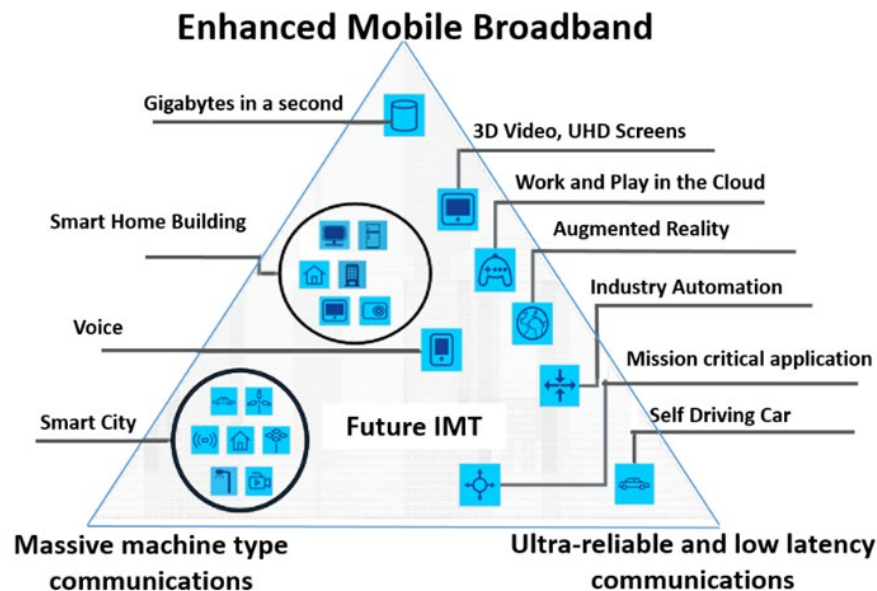 Enhanced Mobile Broadband
Gigabytes in a second
3D Video, UHD Screens
Work and Play in the Cloud
Smart Home Building
Augmented Reality
Industry Automation
Voice
Mission critical application
Smart City
Self Driving Car
Future IMT
Massive machine type
communications
Ultra-reliable and low latency
communications